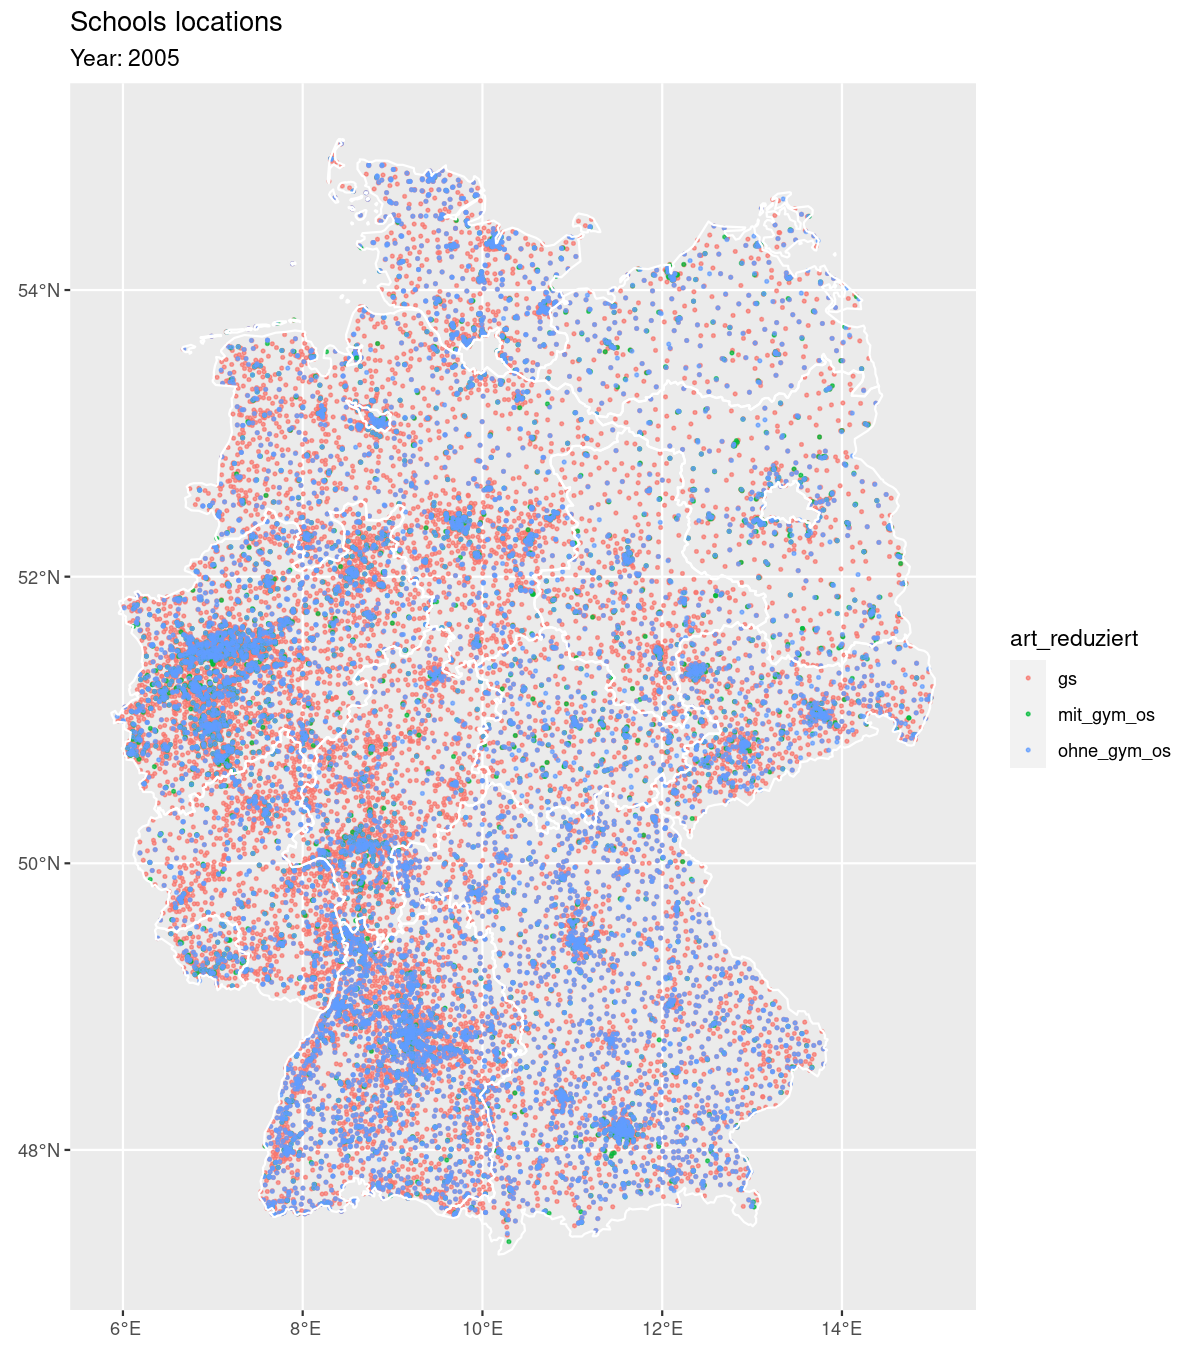 Schools locations
Year: 2005
54°N
52°N
50°N
48°N
6°E
8°E
10°E
12°E
14°E
art_reduziert
gs
mit_gym_os
ohne_gym_os